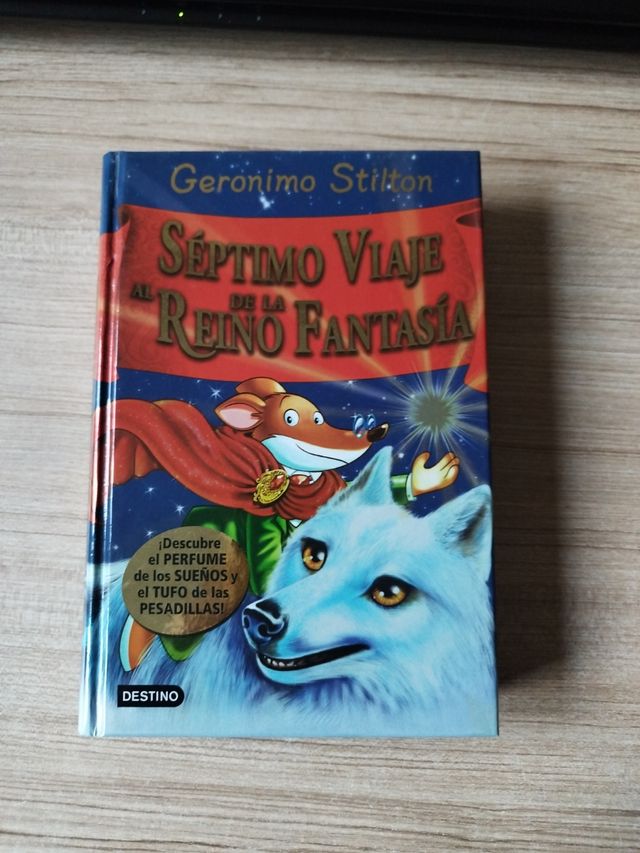 Geronimo Stilton
SÉPTIMO VIAJE
AL REINO DE LA FANTASÍA
¡Descubre
el PERFUME
de los SUEÑOS y
el TUFO de las
PESADILLAS!
DESTINO